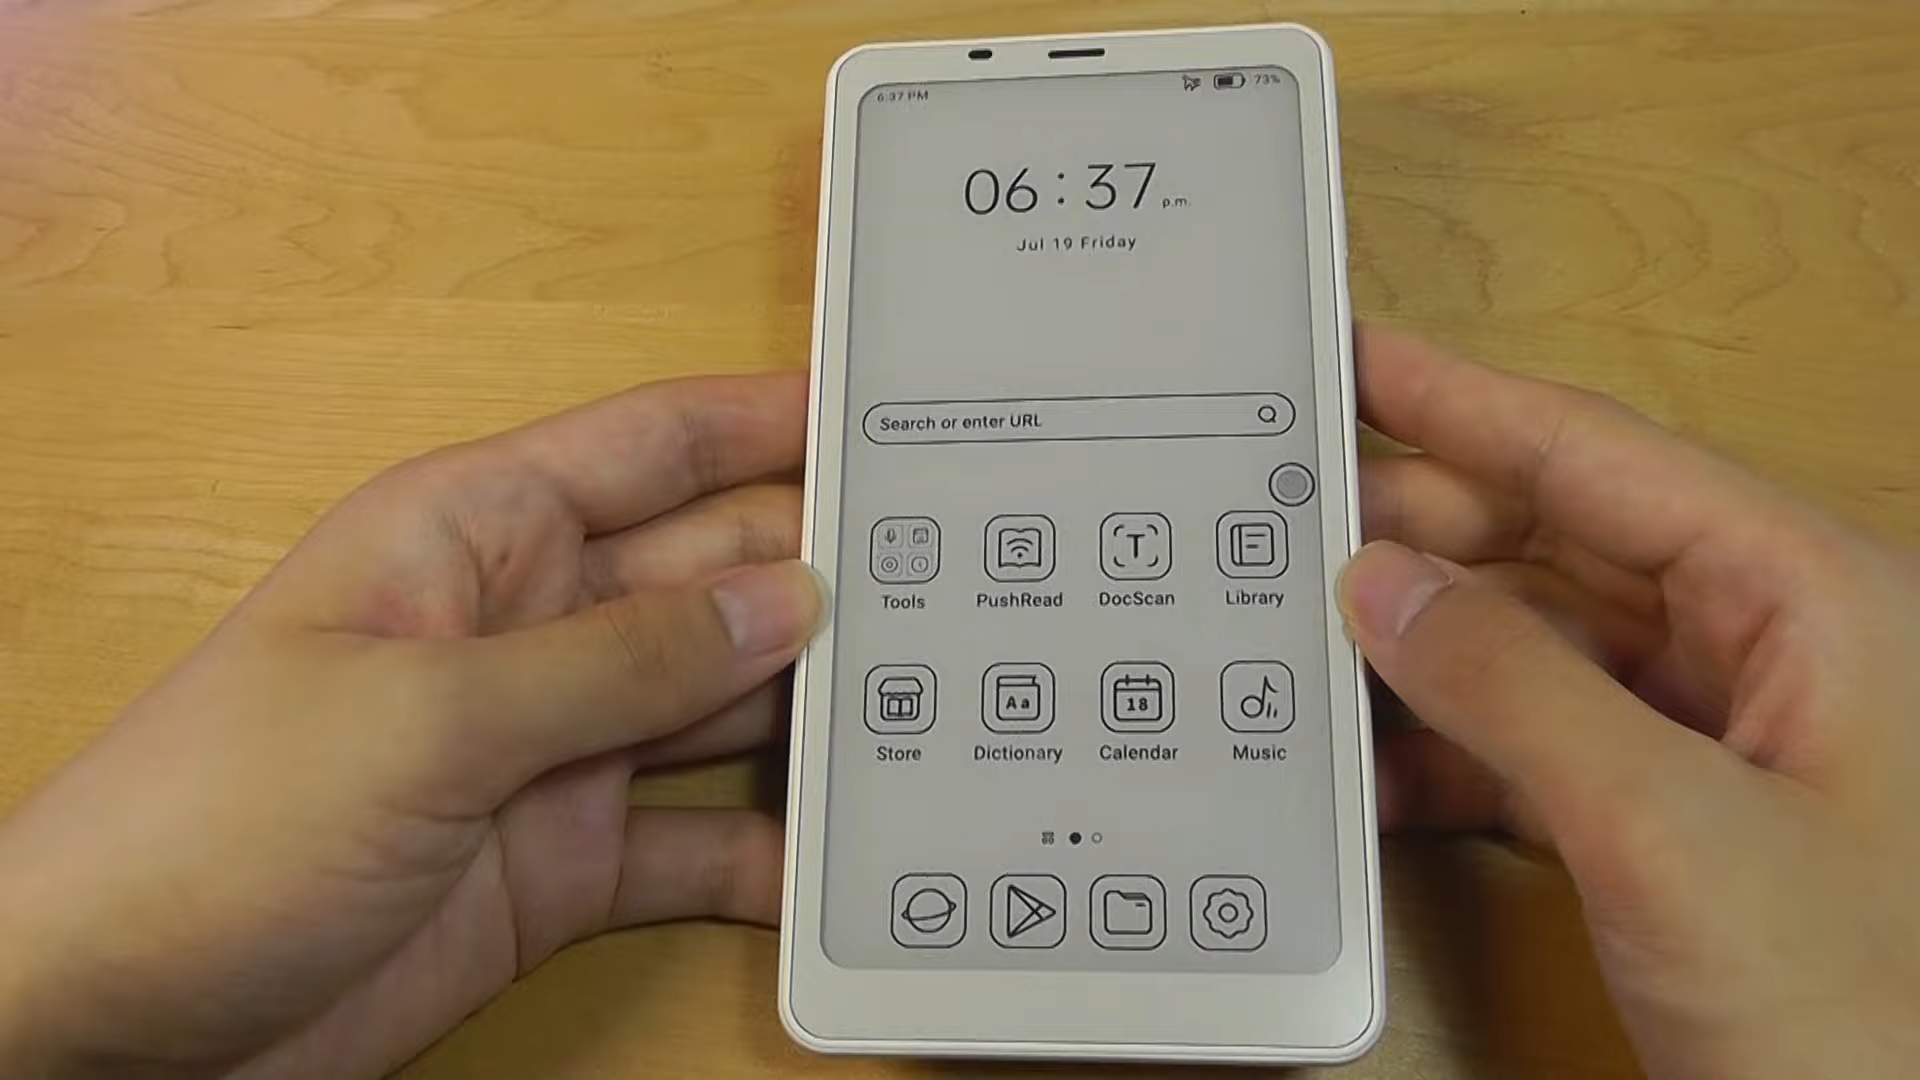 6:37 PM 73%
06:37 p.m.
Jul 19 Friday
Search or enter URL
T
Tools PushRead DocScan Library
Aa 18
Store Dictionary Calendar Music